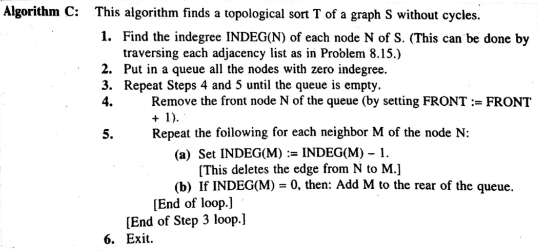 Algorithm C: This algorithm finds a topological sort T of a graph S without cycles.
1. Find the indegree INDEG(N) of each node N of S. (This can be done by
traversing each adjacency list as in Problem 8.15.)
2. Put in a queue all the nodes with zero indegree.
3. Repeat Steps 4 and 5 until the queue is empty.
4. Remove the front node N of the queue (by setting FRONT := FRONT
+ 1).
5. Repeat the following for each neighbor M of the node N:
(a) Set INDEG(M) := INDEG(M) − 1.
[This deletes the edge from N to M.]
(b) If INDEG(M) = 0, then: Add M to the rear of the queue.
[End of loop.]
[End of Step 3 loop.]
6. Exit.